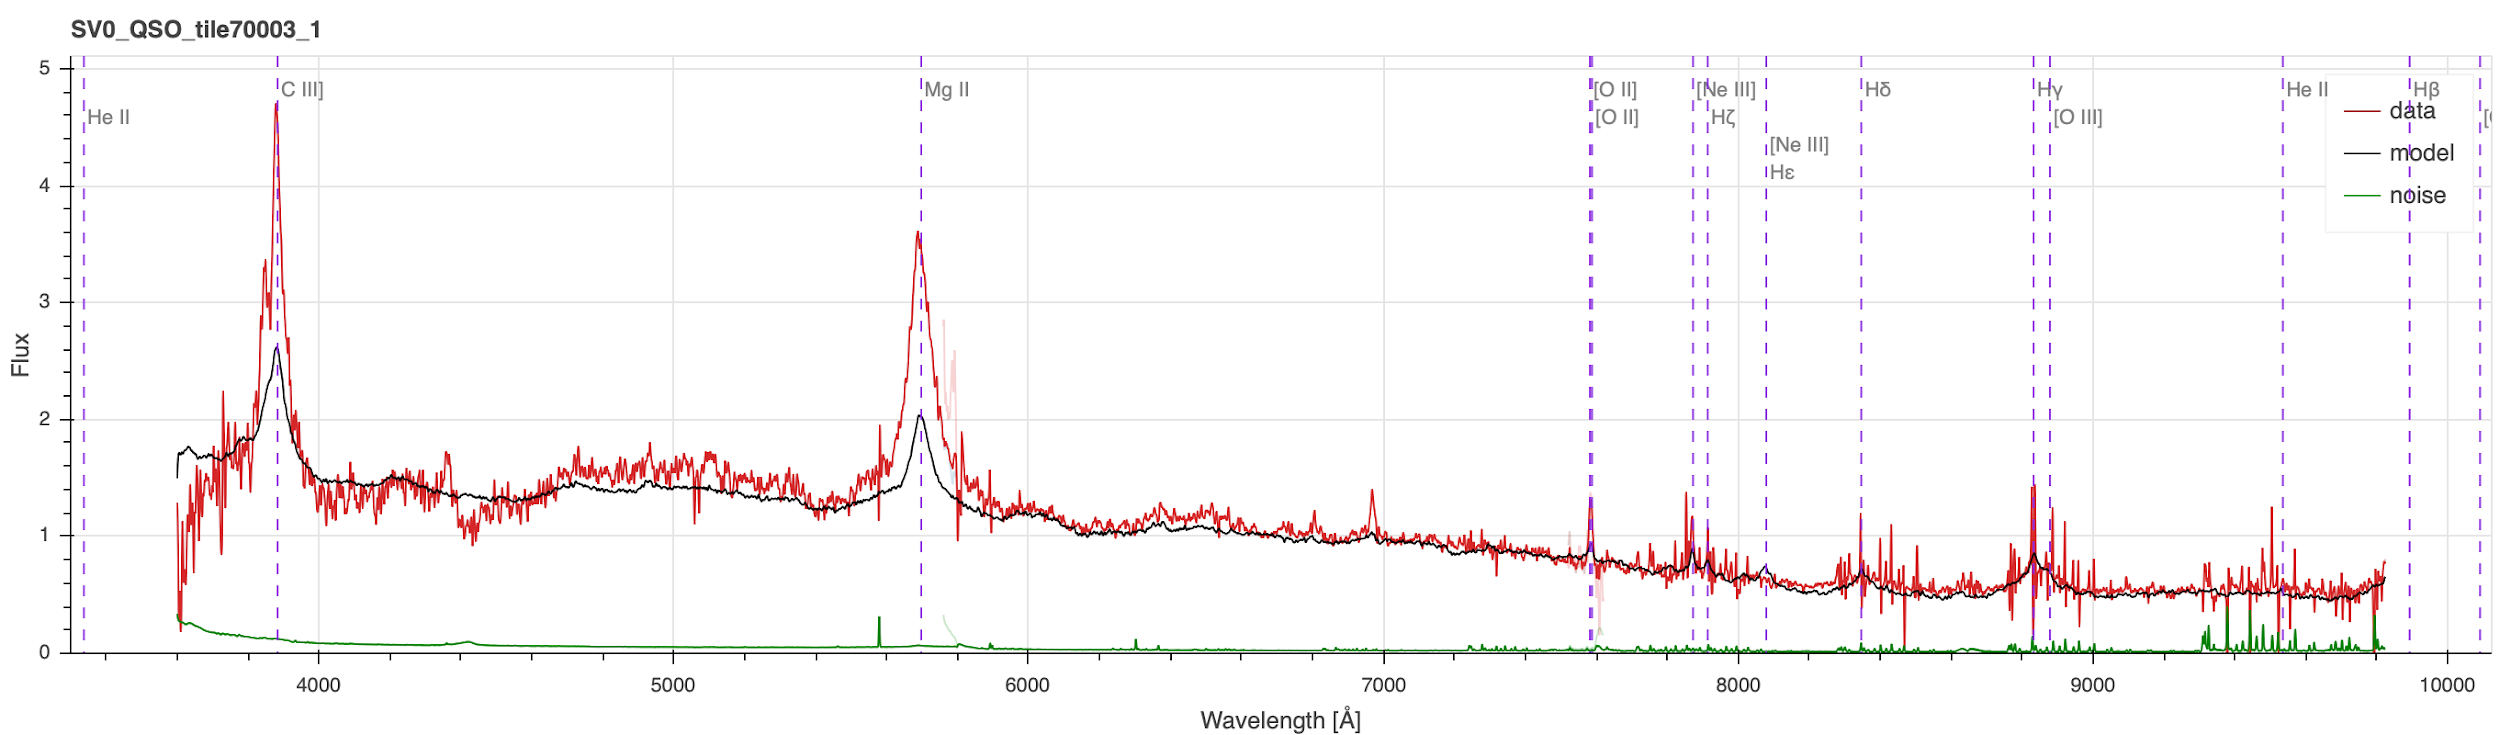 SV0_QSO_tile70003_1
5
4
3
2
1
0
Flux
He II
C III]
Mg II
[O II]
[O II]
[Ne III]
Hζ
[Ne III]
Hε
Hδ
Hγ
[O III]
He II
Hβ
data
model
noise
4000
5000
6000
7000
8000
9000
10000
Wavelength [Å]